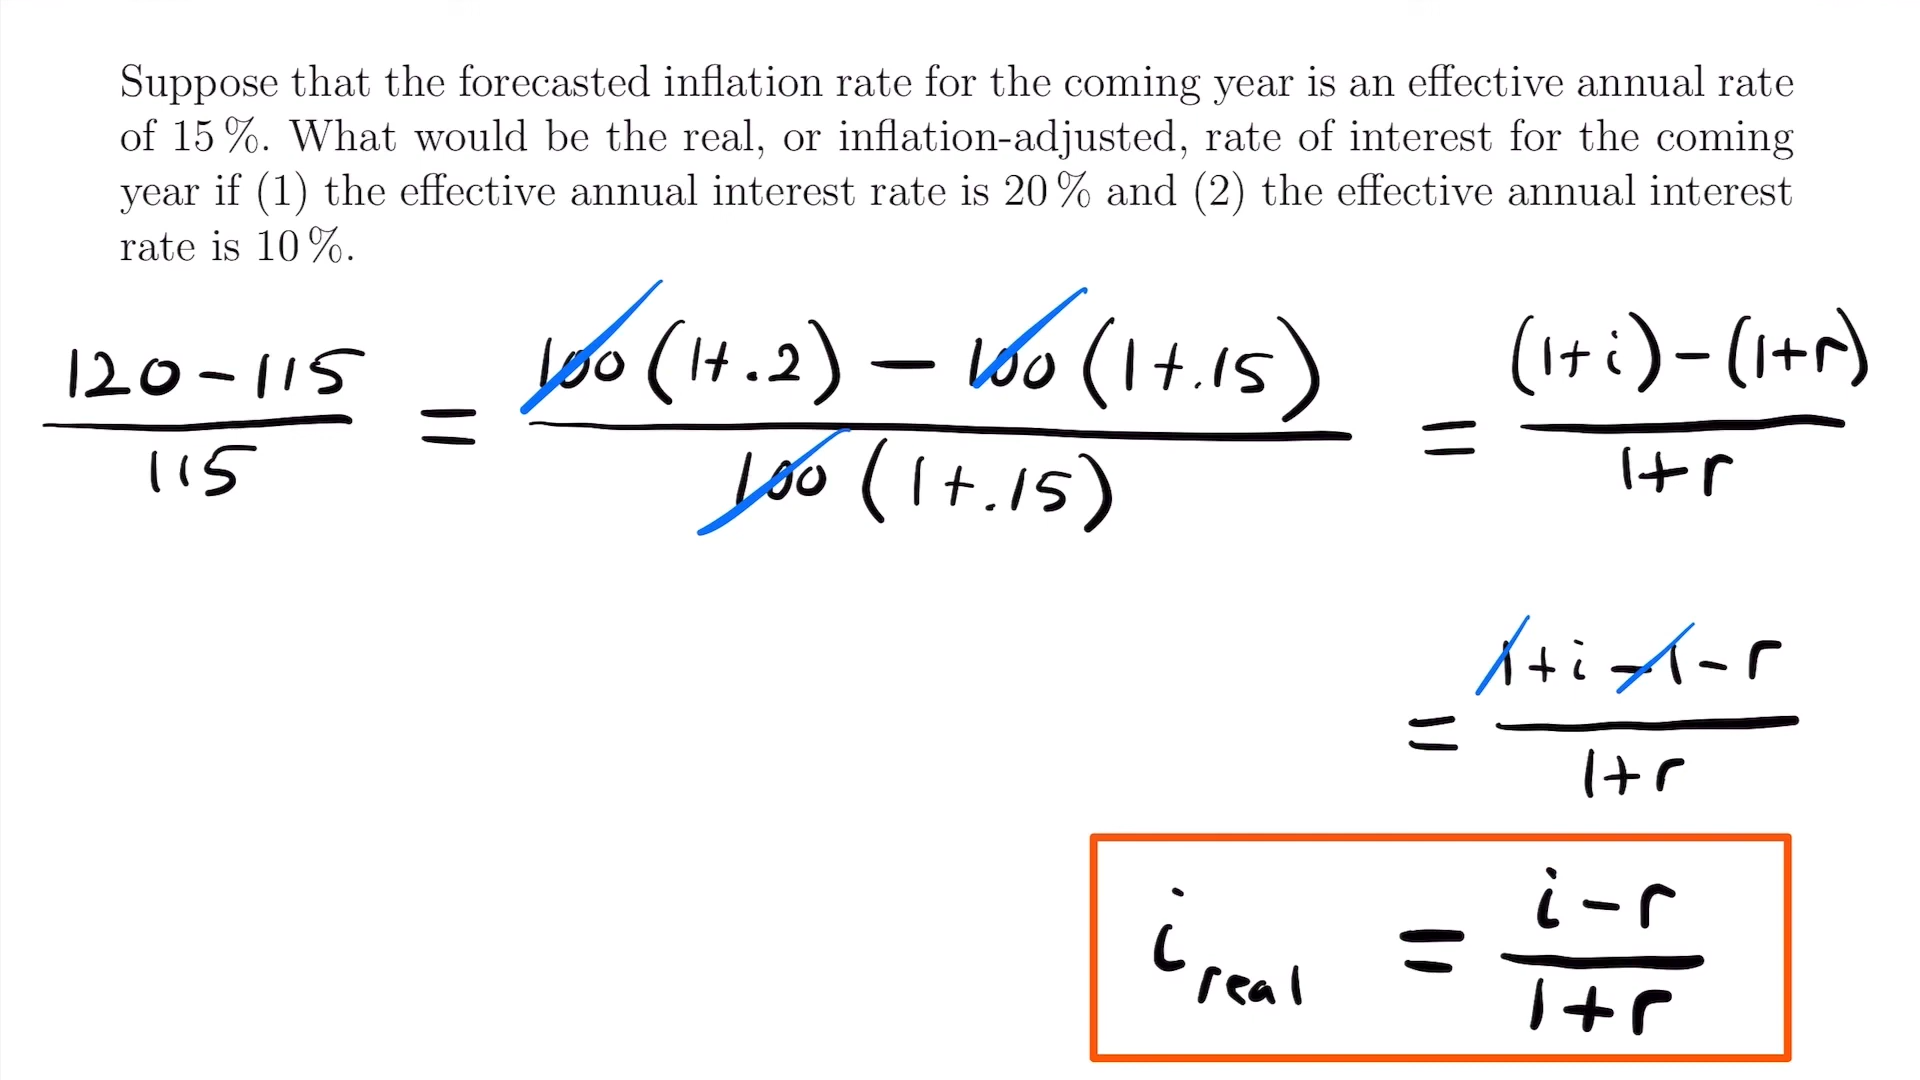 Suppose that the forecasted inflation rate for the coming year is an effective annual rate
of 15 %. What would be the real, or inflation-adjusted, rate of interest for the coming
year if (1) the effective annual interest rate is 20 % and (2) the effective annual interest
rate is 10 %.
120-115 / 115 = 100(1+.2) - 100(1+.15) / 100(1+.15) = (1+i)-(1+r) / 1+r
= 1+i-1-r / 1+r
i real = i-r / 1+r